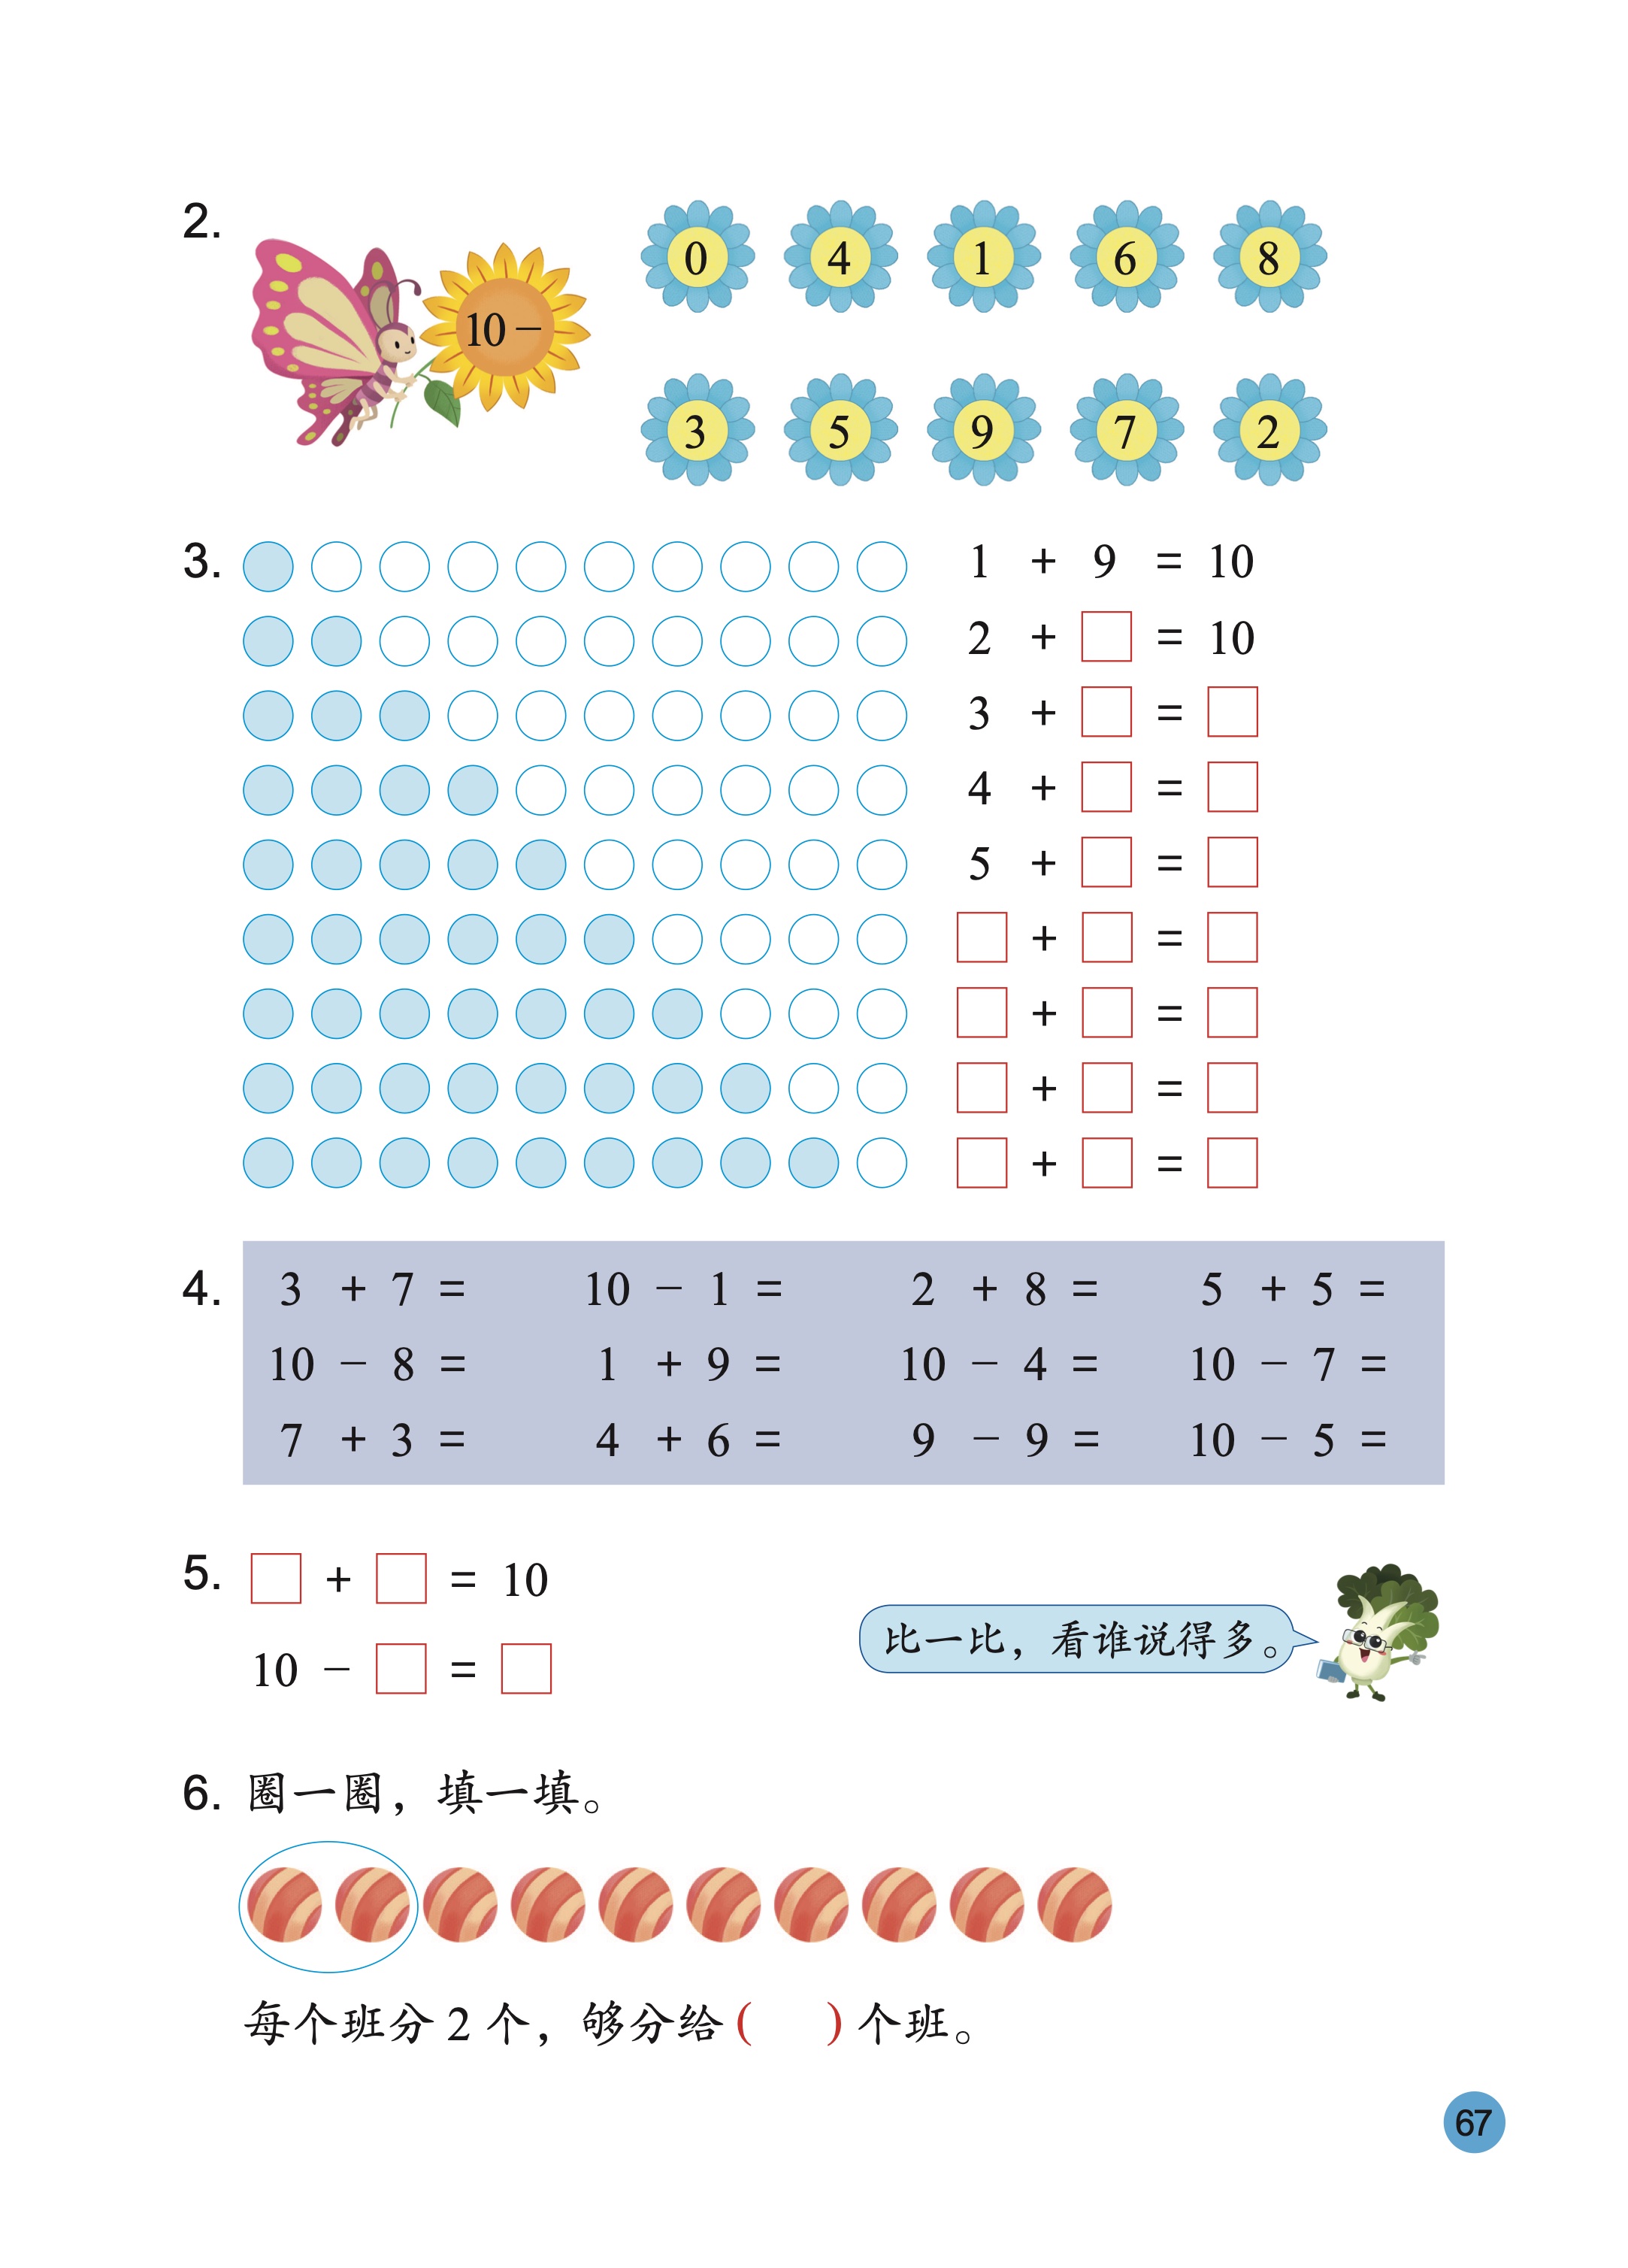 2.
10 −
0 4 1 6 8
3 5 9 7 2
3.
1 + 9 = 10
2 + □ = 10
3 + □ = □
4 + □ = □
5 + □ = □
□ + □ = □
□ + □ = □
□ + □ = □
□ + □ = □
4.
3 + 7 = 10 − 1 = 2 + 8 = 5 + 5 =
10 − 8 = 1 + 9 = 10 − 4 = 10 − 7 =
7 + 3 = 4 + 6 = 9 − 9 = 10 − 5 =
5. □ + □ = 10
10 − □ = □
比一比，看谁说得多。
6. 圈一圈，填一填。
每个班分 2 个，够分给（ ）个班。
67